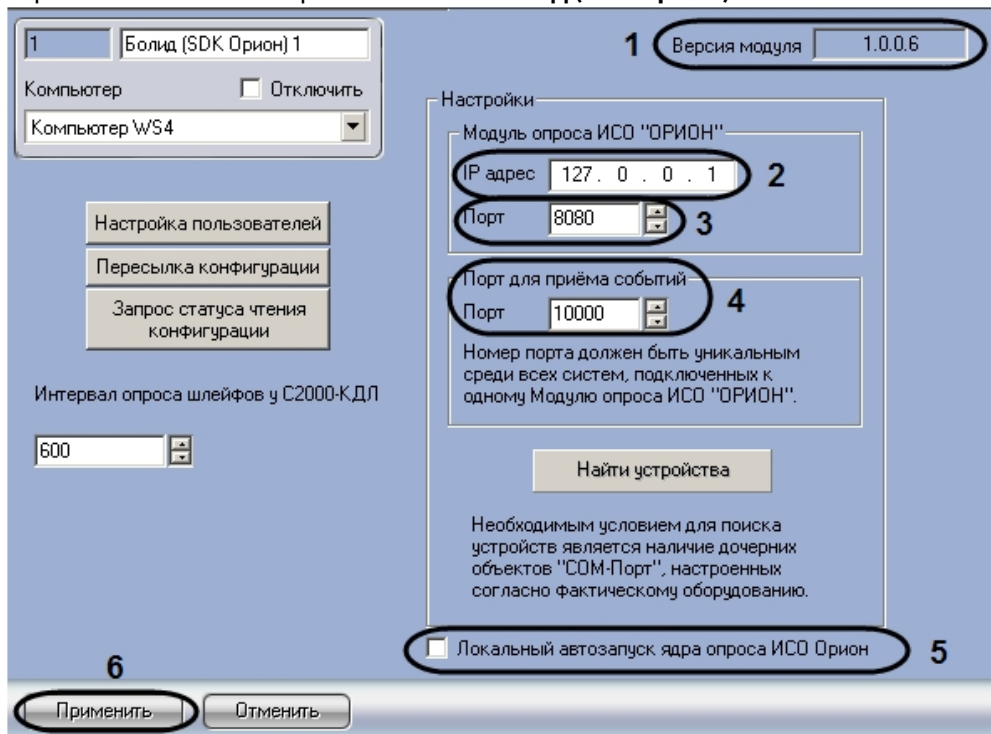 1
Болид (SDK Орион) 1
Компьютер
Отключить
Компьютер WS4
1
Версия модуля
1.0.0.6
Настройка пользователей
Пересылка конфигурации
Запрос статуса чтения
конфигурации
Интервал опроса шлейфов у С2000-КДЛ
600
Настройки
Модуль опроса ИСО "ОРИОН"
IP адрес
127 . 0 . 0 . 1
2
Порт
8080
3
Порт для приёма событий
Порт
10000
4
Номер порта должен быть уникальным
среди всех систем, подключенных к
одному Модулю опроса ИСО "ОРИОН".
Найти устройства
Необходимым условием для поиска
устройств является наличие дочерних
объектов "COM-Порт", настроенных
согласно фактическому оборудованию.
Локальный автозапуск ядра опроса ИСО Орион
5
6
Применить
Отменить